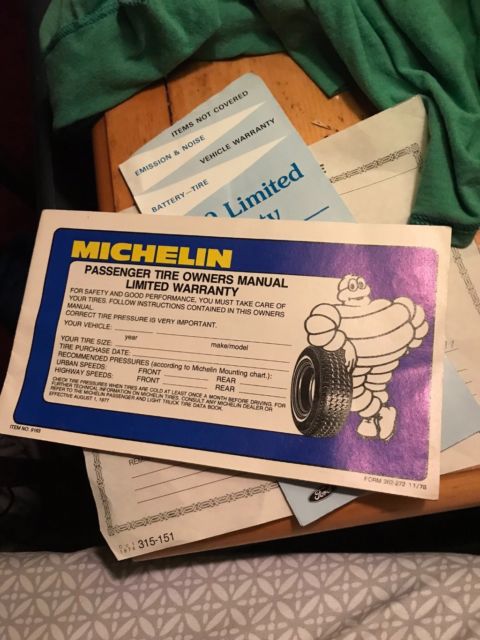 ITEMS NOT COVERED
EMISSION & NOISE
VEHICLE WARRANTY
BATTERY—TIRE
Limited
MICHELIN
PASSENGER TIRE OWNERS MANUAL
LIMITED WARRANTY
FOR SAFETY AND GOOD PERFORMANCE, YOU MUST TAKE CARE OF
YOUR TIRES. FOLLOW INSTRUCTIONS CONTAINED IN THIS OWNERS
MANUAL.
CORRECT TIRE PRESSURE IS VERY IMPORTANT.
YOUR VEHICLE:
year make/model
YOUR TIRE SIZE:
TIRE PURCHASE DATE:
RECOMMENDED PRESSURES (according to Michelin Mounting chart.):
URBAN SPEEDS: FRONT REAR
HIGHWAY SPEEDS: FRONT REAR
CHECK TIRE PRESSURES WHEN TIRES ARE COLD AT LEAST ONCE A MONTH BEFORE DRIVING. FOR
FURTHER TECHNICAL INFORMATION ON MICHELIN TIRES, CONSULT ANY MICHELIN DEALER OR
REFER TO THE MICHELIN PASSENGER AND LIGHT TRUCK TIRE DATA BOOK.
EFFECTIVE AUGUST 1, 1977
FORM 362-272 11/78
Ford
315-151